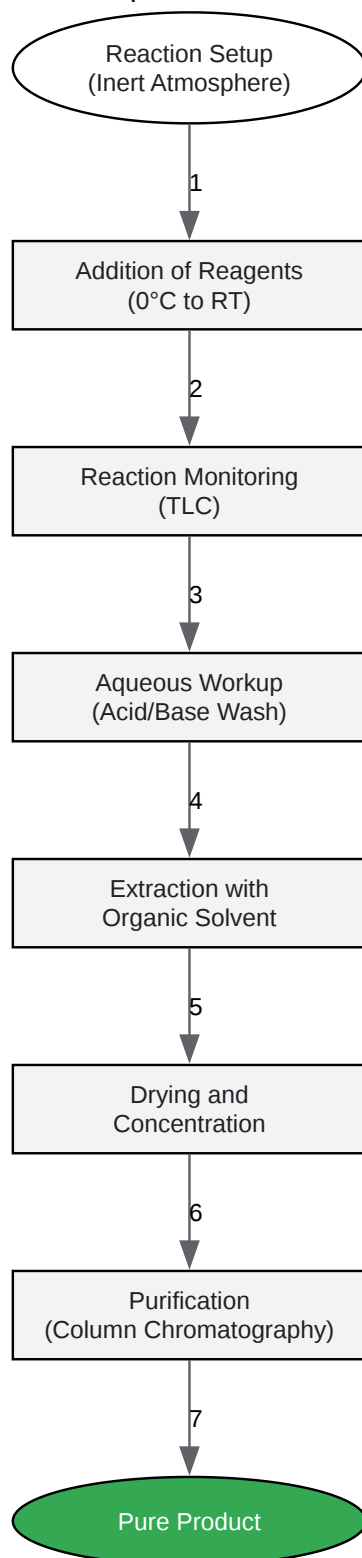 Reaction Setup
(Inert Atmosphere)
1
Addition of Reagents
(0°C to RT)
2
Reaction Monitoring
(TLC)
3
Aqueous Workup
(Acid/Base Wash)
4
Extraction with
Organic Solvent
5
Drying and
Concentration
6
Purification
(Column Chromatography)
7
Pure Product